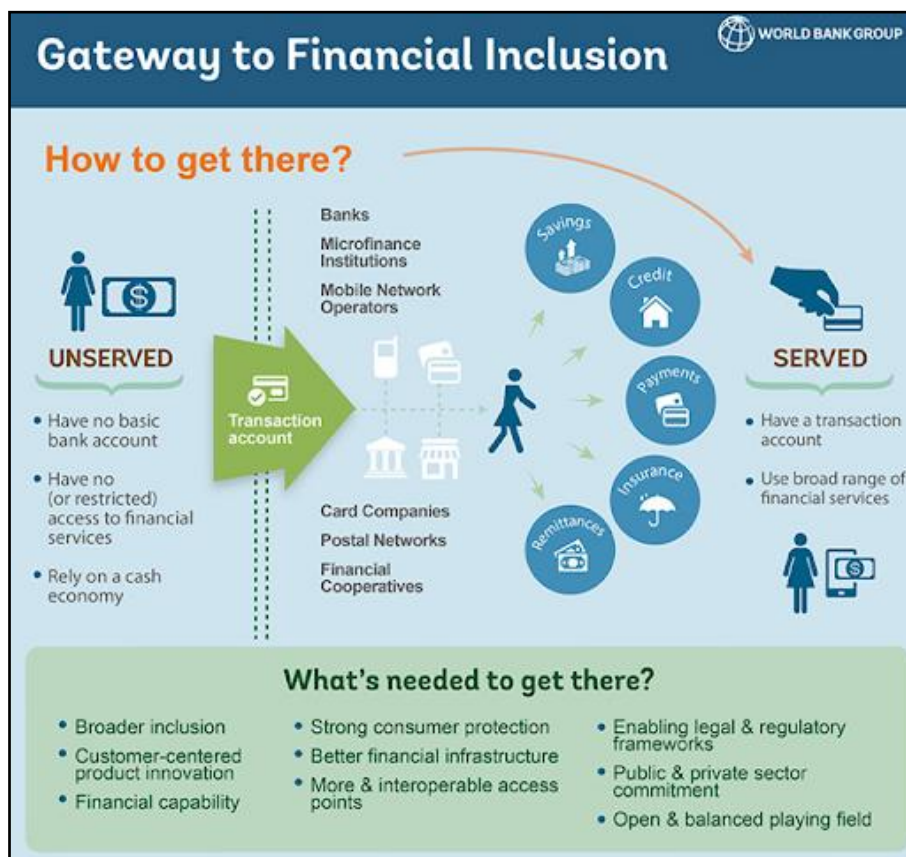 Gateway to Financial Inclusion
WORLD BANK GROUP
How to get there?
UNSERVED
• Have no basic
bank account
• Have no
(or restricted)
access to financial
services
• Rely on a cash
economy
Transaction
account
Banks
Microfinance
Institutions
Mobile Network
Operators
Card Companies
Postal Networks
Financial
Cooperatives
Savings
Credit
Payments
Insurance
Remittances
SERVED
• Have a transaction
account
• Use broad range of
financial services
What's needed to get there?
• Broader inclusion
• Customer-centered
product innovation
• Financial capability
• Strong consumer protection
• Better financial infrastructure
• More & interoperable access
points
• Enabling legal & regulatory
frameworks
• Public & private sector
commitment
• Open & balanced playing field